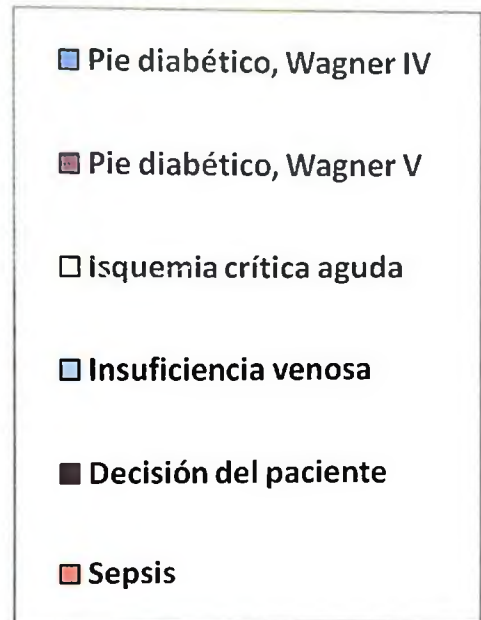 Pie diabético, Wagner IV
Pie diabético, Wagner V
isquemia crítica aguda
Insuficiencia venosa
Decisión del paciente
Sepsis